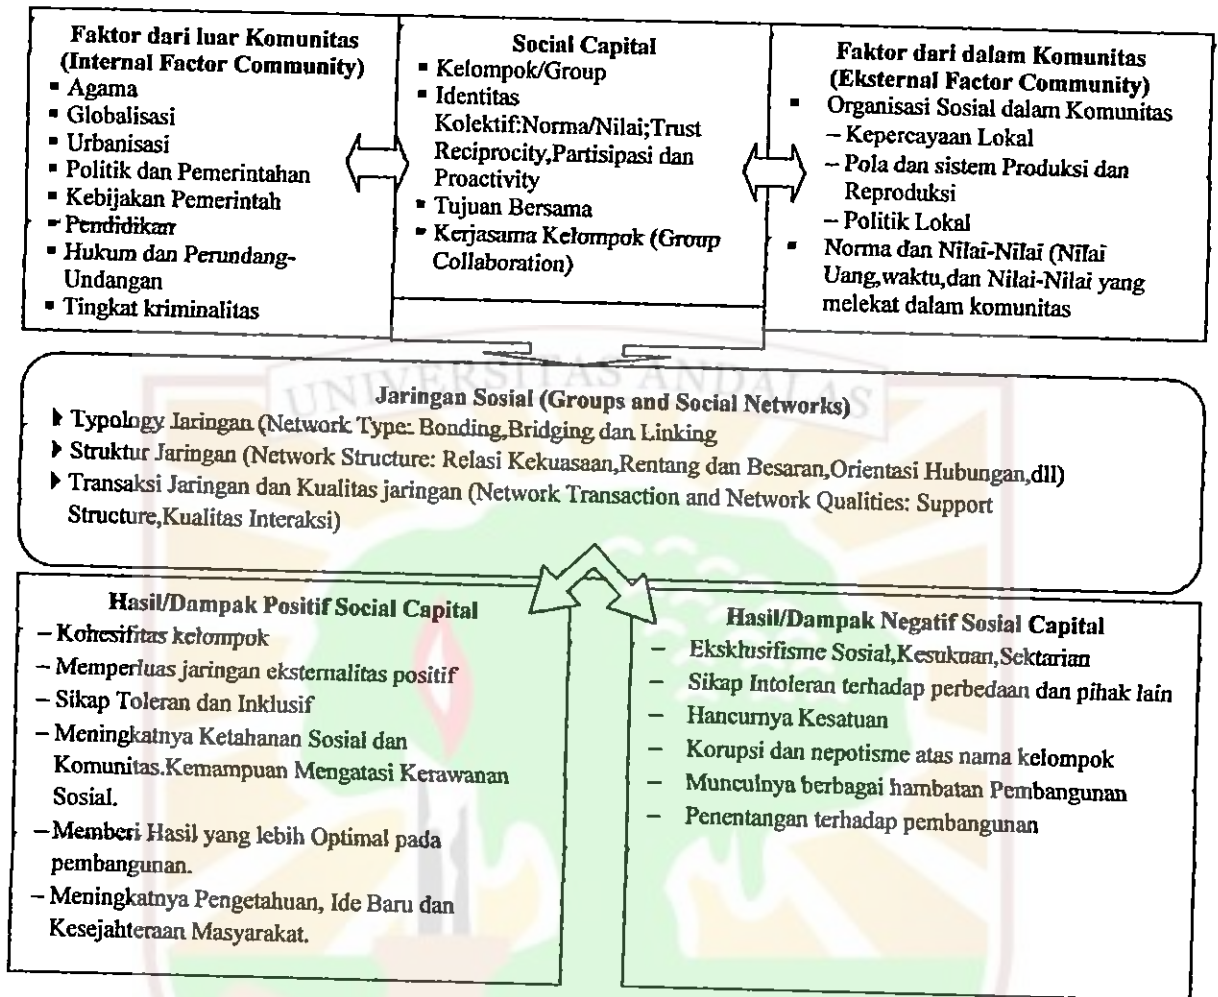 Faktor dari luar Komunitas
(Internal Factor Community)
▪ Agama
▪ Globalisasi
▪ Urbanisasi
▪ Politik dan Pemerintahan
▪ Kebijakan Pemerintah
▪ Pendidikan
▪ Hukum dan Perundang-
Undangan
▪ Tingkat kriminalitas
Social Capital
▪ Kelompok/Group
▪ Identitas
Kolektif:Norma/Nilai;Trust
Reciprocity,Partisipasi dan
Proactivity
▪ Tujuan Bersama
▪ Kerjasama Kelompok (Group
Collaboration)
Faktor dari dalam Komunitas
(Eksternal Factor Community)
▪ Organisasi Sosial dalam Komunitas
– Kepercayaan Lokal
– Pola dan sistem Produksi dan
Reproduksi
– Politik Lokal
▪ Norma dan Nilai-Nilai (Nilai
Uang,waktu,dan Nilai-Nilai yang
melekat dalam komunitas
UNIVERSITAS ANDALAS
Jaringan Sosial (Groups and Social Networks)
Typology Jaringan (Network Type: Bonding,Bridging dan Linking
Struktur Jaringan (Network Structure: Relasi Kekuasaan,Rentang dan Besaran,Orientasi Hubungan,dll)
Transaksi Jaringan dan Kualitas jaringan (Network Transaction and Network Qualities: Support
Structure,Kualitas Interaksi)
Hasil/Dampak Positif Social Capital
– Kohesifitas kelompok
– Memperluas jaringan eksternalitas positif
– Sikap Toleran dan Inklusif
– Meningkatnya Ketahanan Sosial dan
Komunitas.Kemampuan Mengatasi Kerawanan
Sosial.
– Memberi Hasil yang lebih Optimal pada
pembangunan.
– Meningkatnya Pengetahuan, Ide Baru dan
Kesejahteraan Masyarakat.
Hasil/Dampak Negatif Sosial Capital
– Eksklusifisme Sosial,Kesukuan,Sektarian
– Sikap Intoleran terhadap perbedaan dan pihak lain
– Hancurnya Kesatuan
– Korupsi dan nepotisme atas nama kelompok
– Munculnya berbagai hambatan Pembangunan
– Penentangan terhadap pembangunan